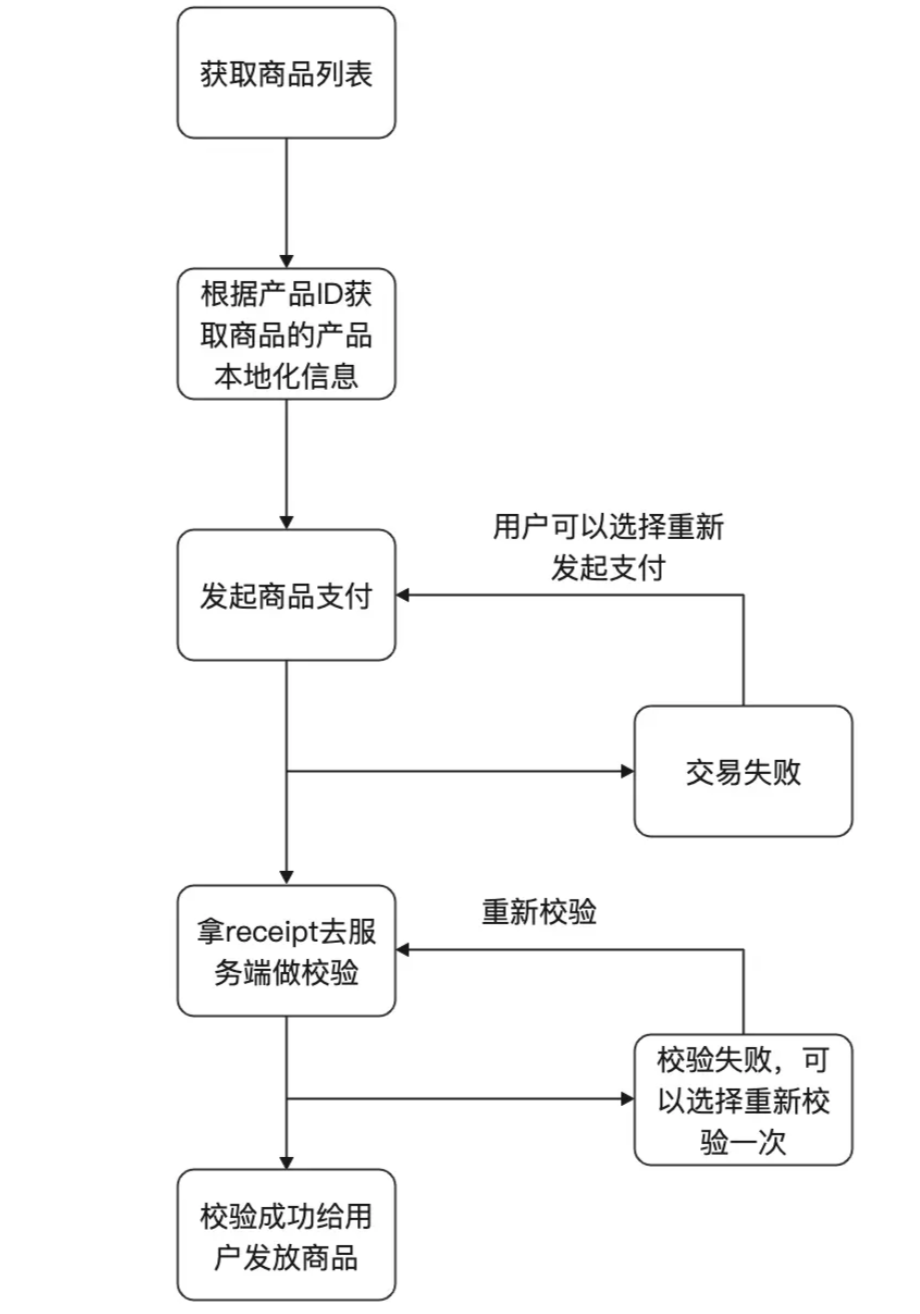 获取商品列表
根据产品ID获
取商品的产品
本地化信息
用户可以选择重新
发起支付
发起商品支付
交易失败
重新校验
拿receipt去服
务端做校验
校验失败，可
以选择重新校
验一次
校验成功给用
户发放商品